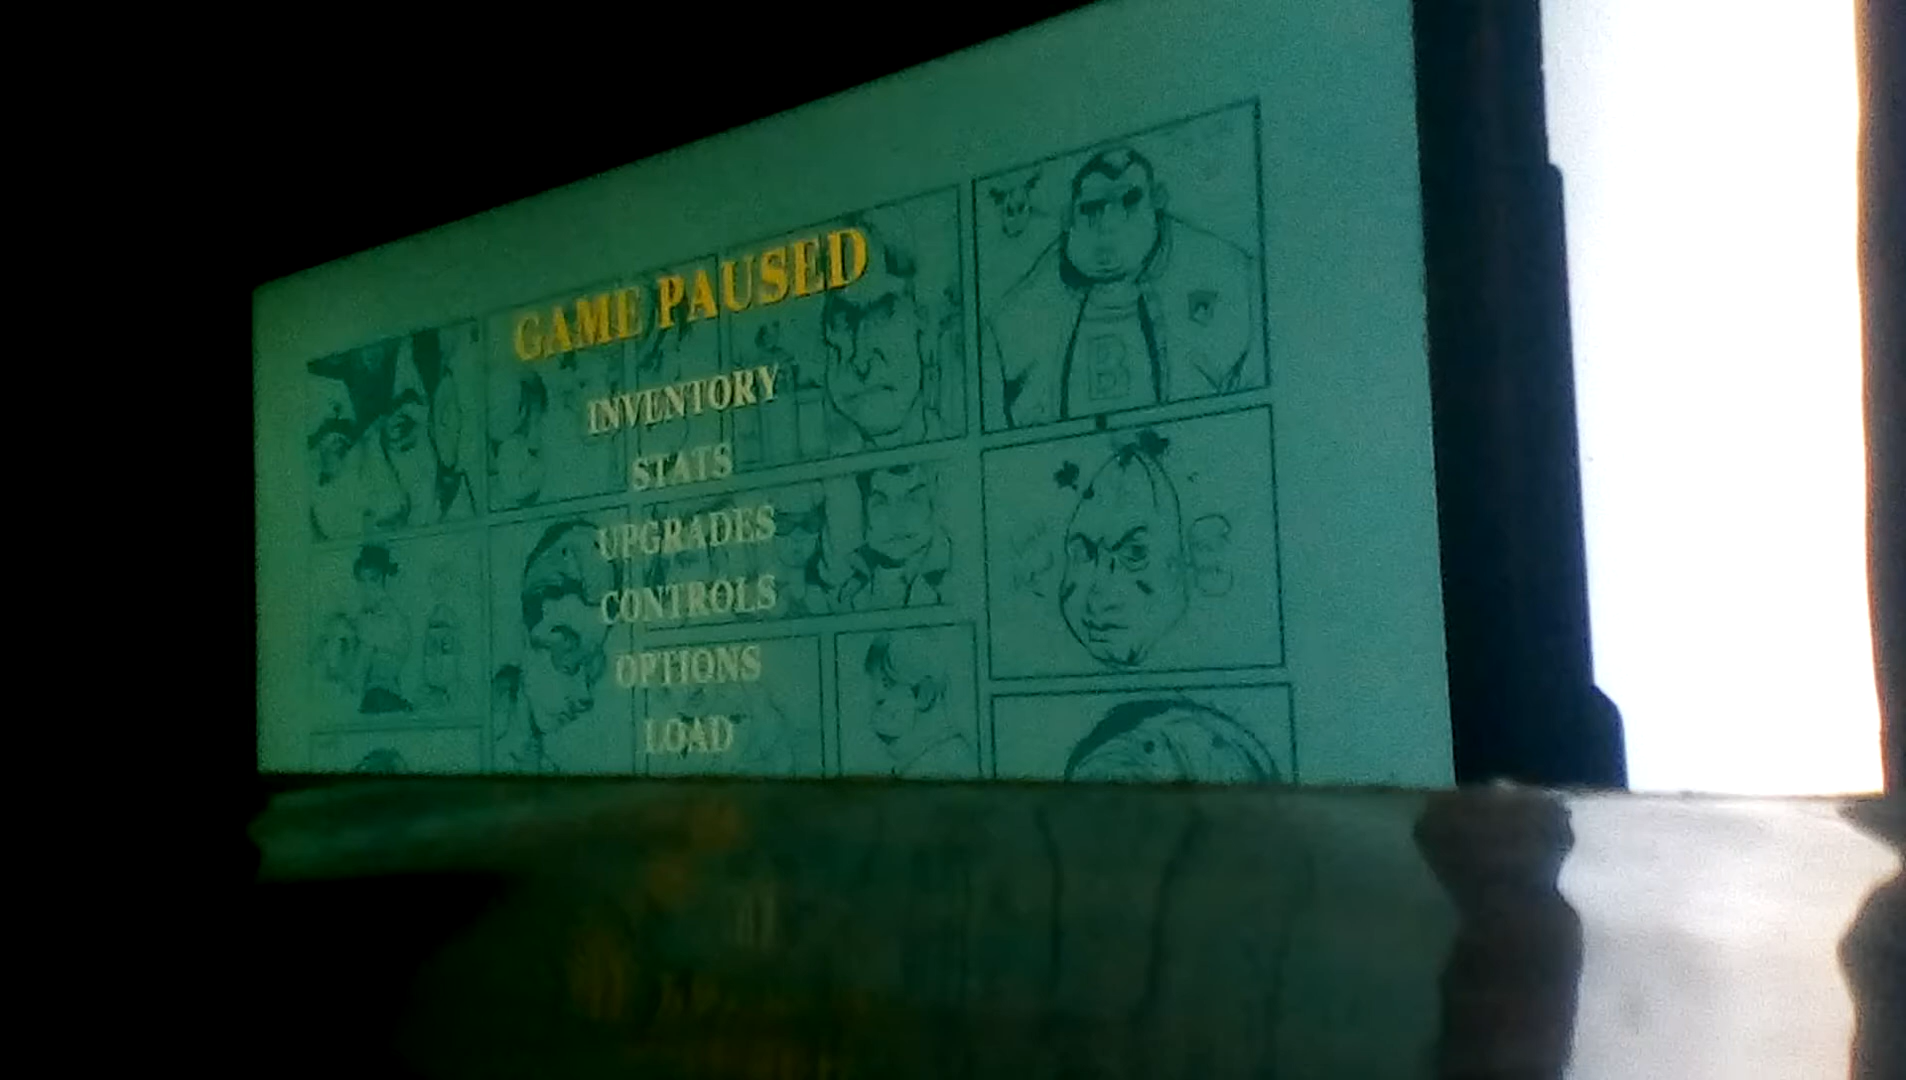 GAME PAUSED
INVENTORY
STATS
UPGRADES
CONTROLS
OPTIONS
LOAD
B